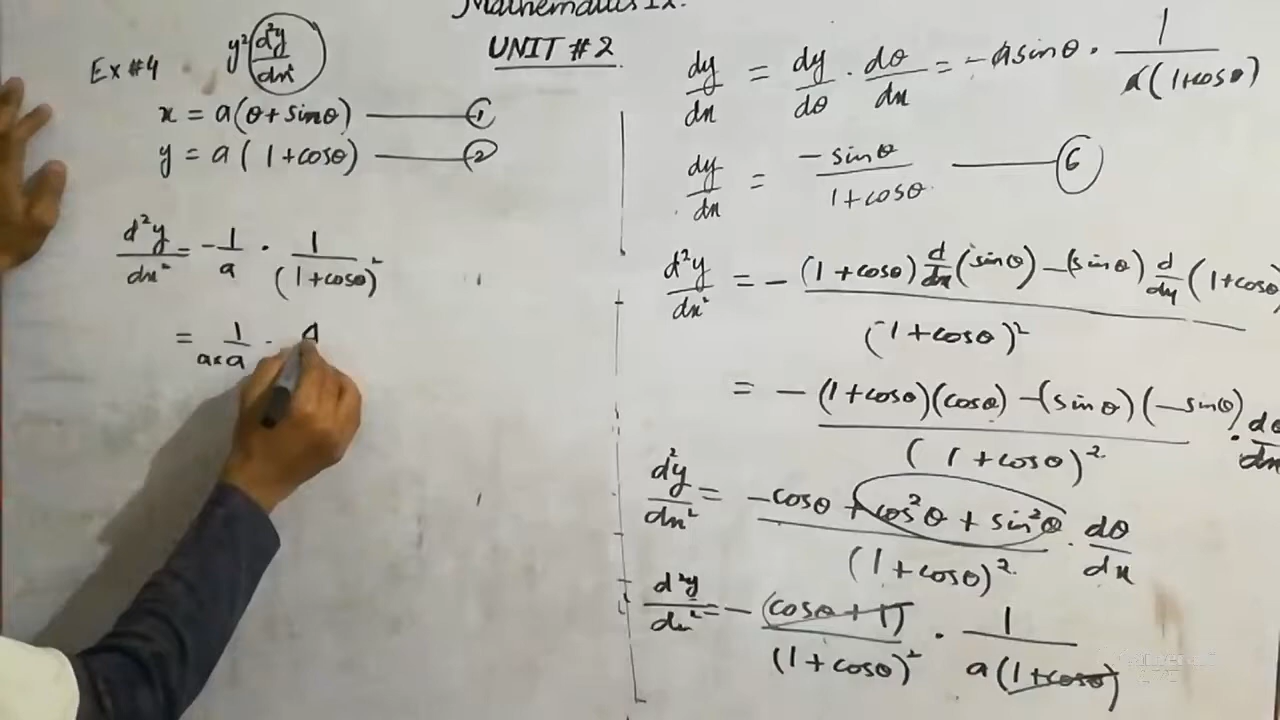 Mathematics IX.
UNIT # 2
Ex #4 y² d²y/dx²
x = a(θ+sinθ) ——— ①
y = a( 1+cosθ) ——— ②
d²y/dx² = -1/a · 1/(1+cosθ)²
= 1/a×a · a
dy/dx = dy/dθ · dθ/dx = -a sinθ · 1/a(1+cosθ)
dy/dx = -sinθ/1+cosθ ——— ⑥
d²y/dx² = - (1+cosθ) d/dx (sinθ) - (sinθ) d/dy (1+cosθ)/(1+cosθ)²
= - (1+cosθ)(cosθ) - (sinθ)(-sinθ)/(1+cosθ)² · dθ/dx
d²y/dx² = -cosθ + cos²θ + sin²θ/(1+cosθ)² · dθ/dx
d²y/dx² = - (cosθ+1)/(1+cosθ)² · 1/a(1+cosθ)